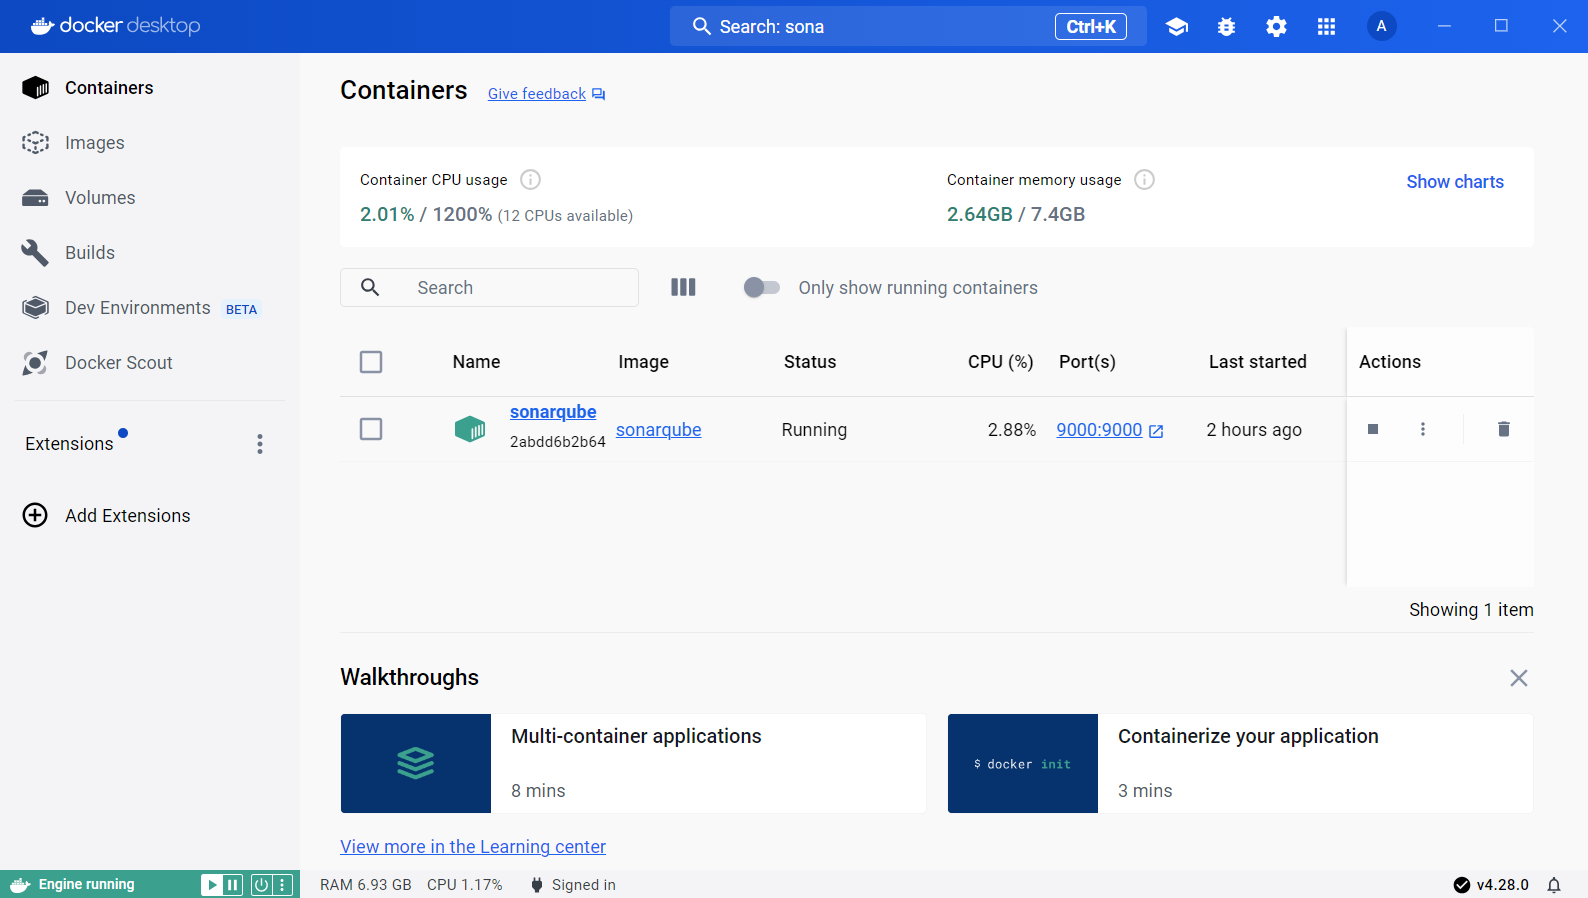 docker desktop
Search: sona
Ctrl+K
A
Containers
Images
Volumes
Builds
Dev Environments BETA
Docker Scout
Extensions
Add Extensions
Containers
Give feedback
Container CPU usage
2.01% / 1200% (12 CPUs available)
Container memory usage
2.64GB / 7.4GB
Show charts
Search
Only show running containers
Name Image Status CPU (%) Port(s) Last started Actions
sonarqube
2abdd6b2b64
sonarqube Running 2.88% 9000:9000 2 hours ago
Showing 1 item
Walkthroughs
Multi-container applications
8 mins
$ docker init
Containerize your application
3 mins
View more in the Learning center
Engine running
RAM 6.93 GB CPU 1.17% Signed in
v4.28.0